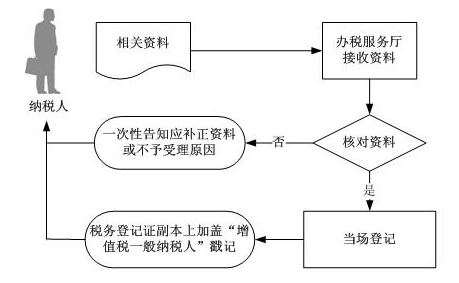 相关资料
办税服务厅
接收资料
纳税人
一次性告知应补正资料
或不予受理原因
否
核对资料
是
税务登记证副本上加盖“增
值税一般纳税人”戳记
当场登记